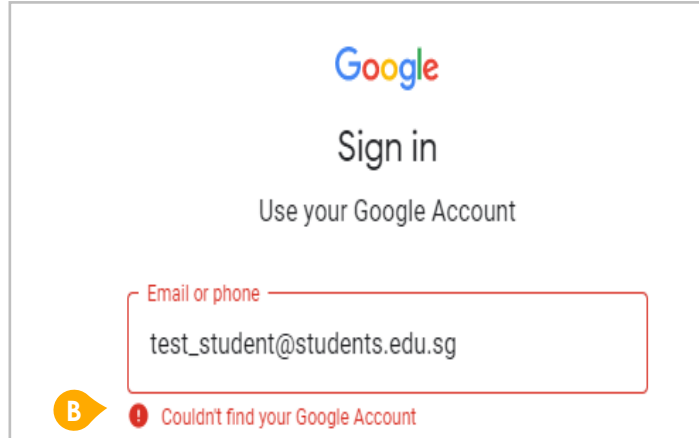 Google
Sign in
Use your Google Account
Email or phone
test_student@students.edu.sg
B
Couldn't find your Google Account